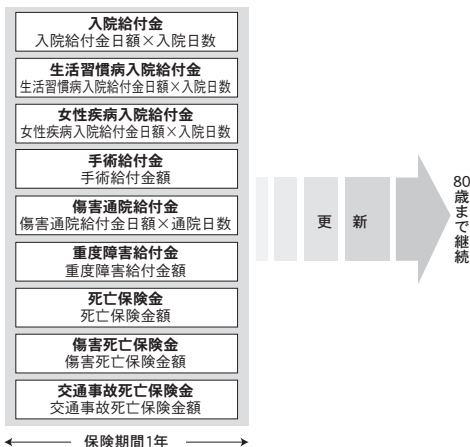 入院給付金
入院給付金日額×入院日数
生活習慣病入院給付金
生活習慣病入院給付金日額×入院日数
女性疾病入院給付金
女性疾病入院給付金日額×入院日数
手術給付金
手術給付金額
傷害通院給付金
傷害通院給付金日額×通院日数
重度障害給付金
重度障害給付金額
死亡保険金
死亡保険金額
傷害死亡保険金
傷害死亡保険金額
交通事故死亡保険金
交通事故死亡保険金額
保険期間1年
更新
80歳まで継続